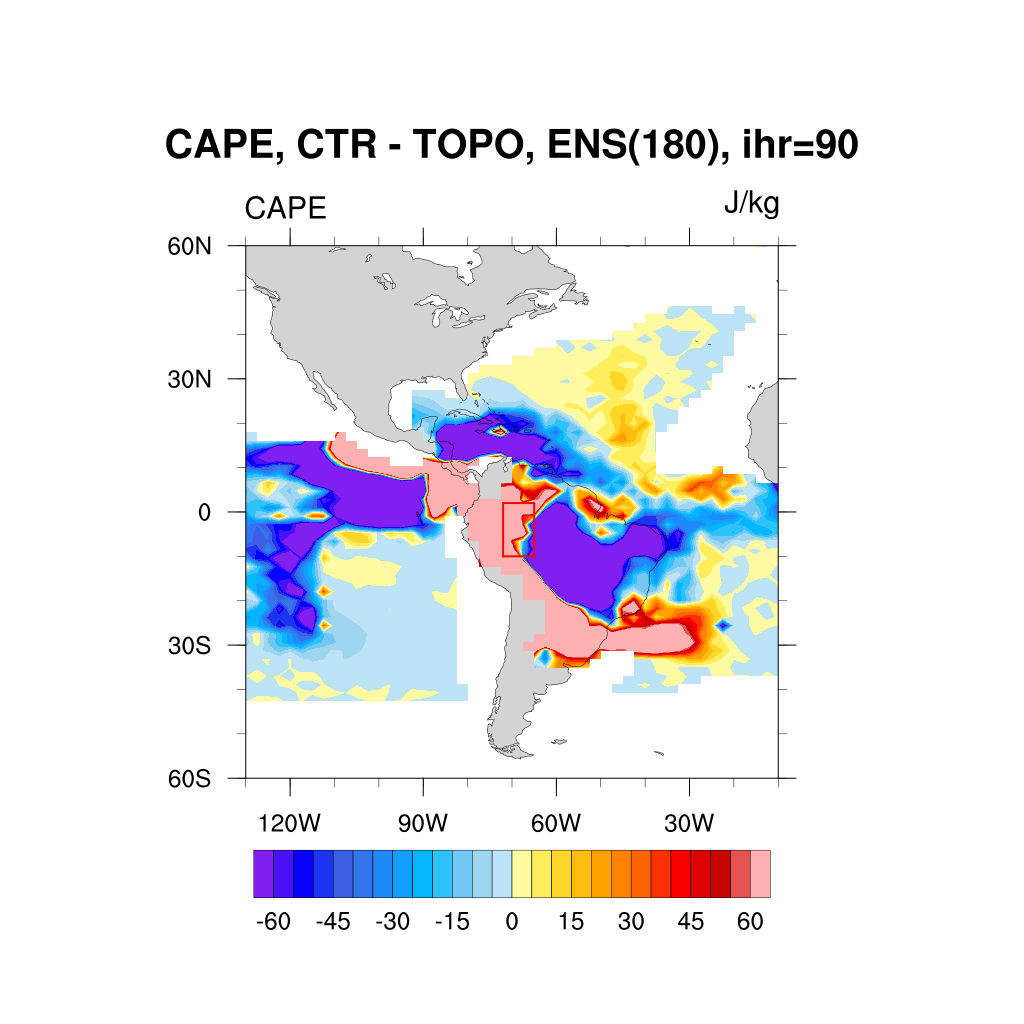 CAPE, CTR - TOPO, ENS(180), ihr=90
CAPE J/kg
60N
30N
0
30S
60S
120W 90W 60W 30W
-60 -45 -30 -15 0 15 30 45 60